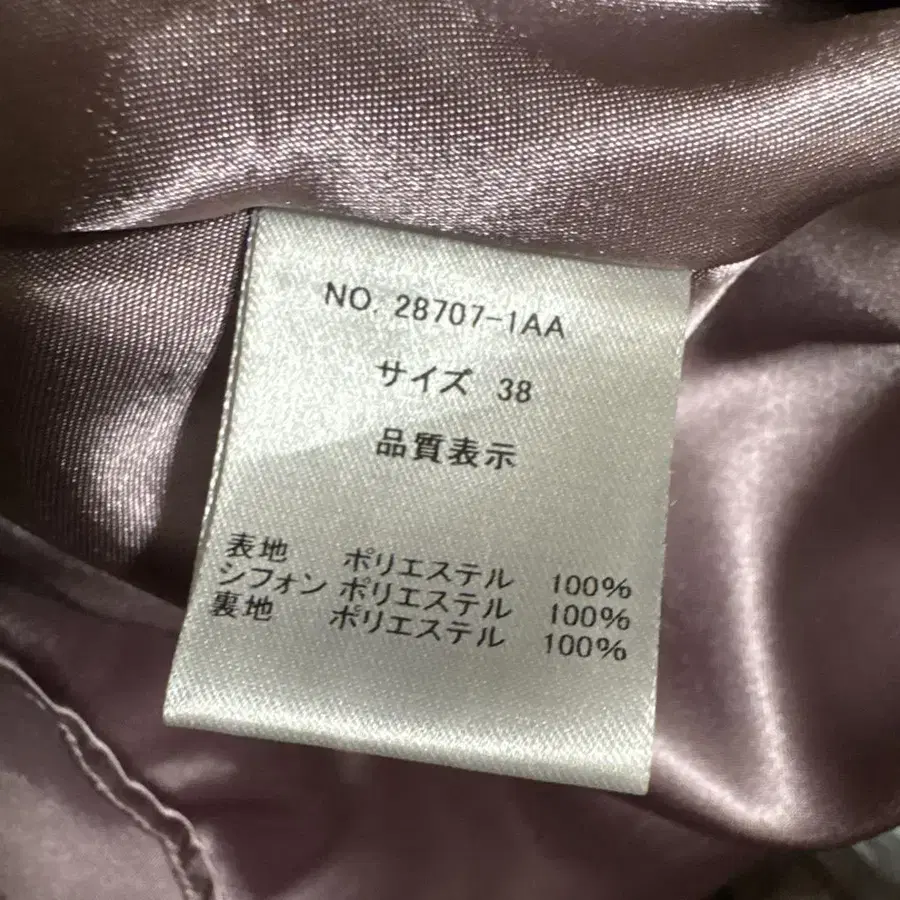 NO. 28707-1AA
サイズ 38
品質表示
表地 ポリエステル 100%
シフォン ポリエステル 100%
裏地 ポリエステル 100%